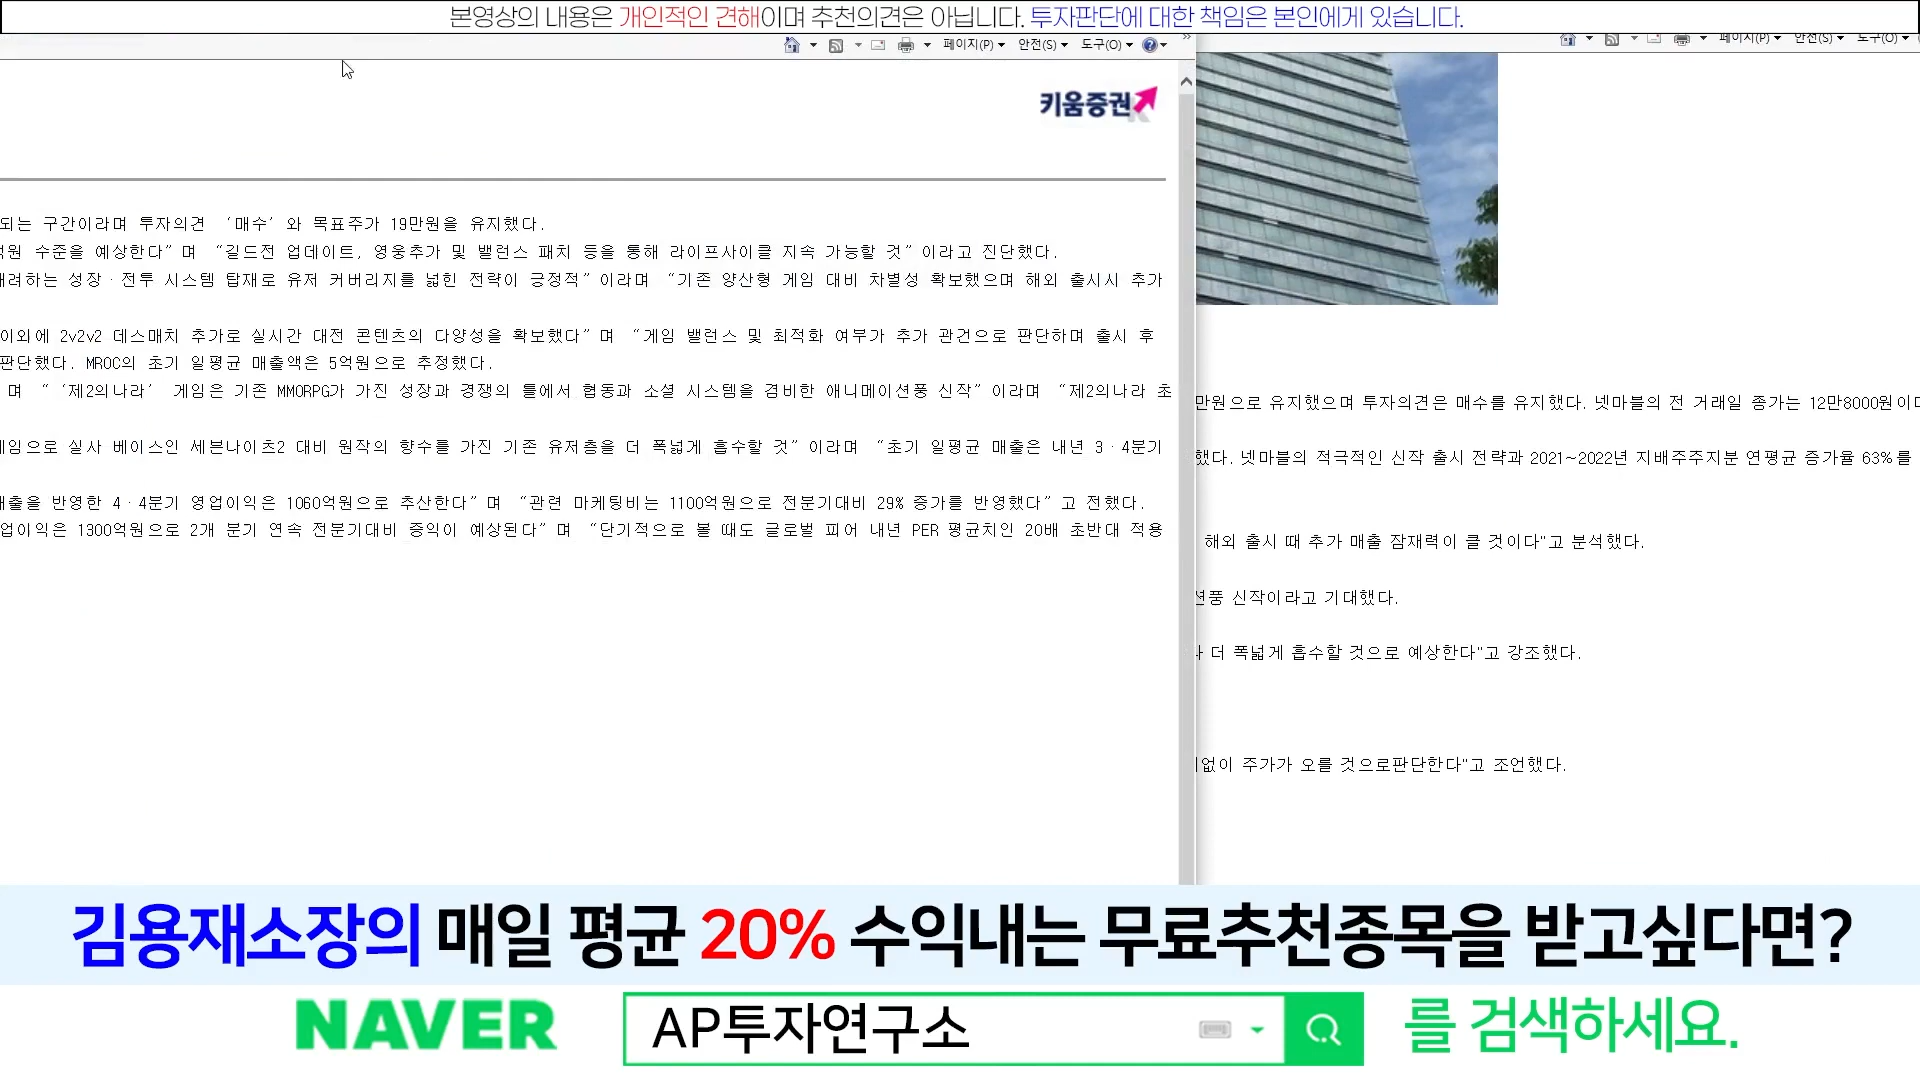 본영상의 내용은 개인적인 견해이며 추천의견은 아닙니다. 투자판단에 대한 책임은 본인에게 있습니다.
페이지(P) 안전(S) 도구(O)
페이지(P) 안전(S) 도구(O)
키움증권
되는 구간이라며 투자의견 ‘매수’와 목표주가 19만원을 유지했다.
수준을 예상한다”며 “길드전 업데이트, 영웅추가 및 밸런스 패치 등을 통해 라이프사이클 지속 가능할 것”이라고 진단했다.
성장·전투 시스템 탑재로 유저 커버리지를 넓힌 전략이 긍정적”이라며 “기존 양산형 게임 대비 차별성 확보했으며 해외 출시시 추가
이외에 2v2v2 데스매치 추가로 실시간 대전 콘텐츠의 다양성을 확보했다”며 “게임 밸런스 및 최적화 여부가 추가 관건으로 판단하며 출시 후
판단했다. MROC의 초기 일평균 매출액은 5억원으로 추정했다.
며 “‘제2의나라’ 게임은 기존 MMORPG가 가진 성장과 경쟁의 틀에서 협동과 소셜 시스템을 겸비한 애니메이션풍 신작”이라며 “제2의나라 초
실사 베이스인 세븐나이츠2 대비 원작의 향수를 가진 기존 유저층을 더 폭넓게 흡수할 것”이라며 “초기 일평균 매출은 내년 3·4분기
반영한 4·4분기 영업이익은 1060억원으로 추산한다”며 “관련 마케팅비는 1100억원으로 전분기대비 29% 증가를 반영했다”고 전했다.
업이익은 1300억원으로 2개 분기 연속 전분기대비 증익이 예상된다”며 “단기적으로 볼 때도 글로벌 피어 내년 PER 평균치인 20배 초반대 적용
만원으로 유지했으며 투자의견은 매수를 유지했다. 넷마블의 전 거래일 종가는 12만8000원이
했다. 넷마블의 적극적인 신작 출시 전략과 2021~2022년 지배주주지분 연평균 증가율 63%를
해외 출시 때 추가 매출 잠재력이 클 것이다"고 분석했다.
신작이라고 기대했다.
더 폭넓게 흡수할 것으로 예상한다"고 강조했다.
없이 주가가 오를 것으로판단한다"고 조언했다.
김용재소장의 매일 평균 20% 수익내는 무료추천종목을 받고싶다면?
NAVER AP투자연구소 를 검색하세요.